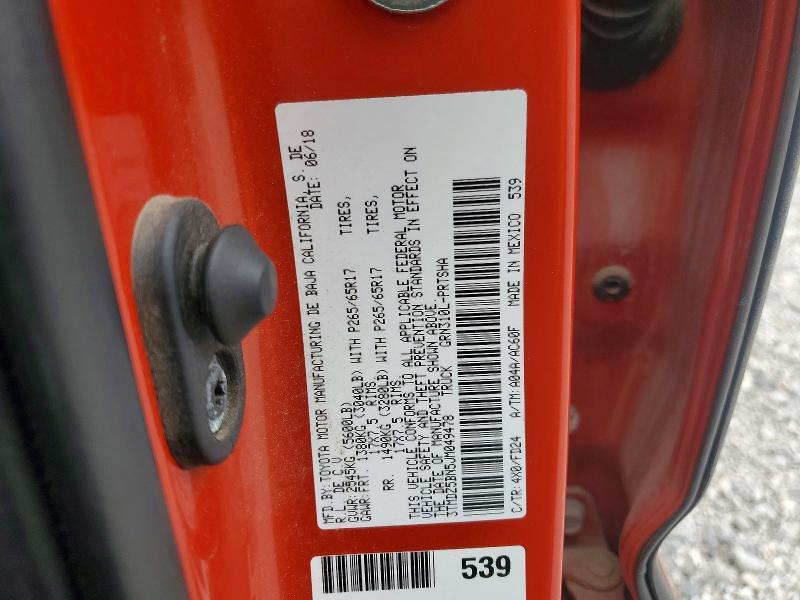 MFD.BY:TOYOTA MOTOR MANUFACTURING DE BAJA CALIFORNIA, S. DE
R.L. DE C.V. DATE: 06/18
GVWR:2545KG (5600LB)
GAWR:FRT. 1380KG (3040LB) WITH P265/65R17 TIRES,
17X7.5 RIMS
RR. 1490KG (3280LB) WITH P265/65R17 TIRES,
17X7.5 RIMS
THIS VEHICLE CONFORMS TO ALL APPLICABLE FEDERAL MOTOR
VEHICLE SAFETY AND THEFT PREVENTION STANDARDS IN EFFECT ON
THE DATE OF MANUFACTURE SHOWN ABOVE.
3TMDZ5BN5JM049478 TRUCK GRN310L-PRTSHA
C/TR:4X0/FD24 A/TM:A04A/AC60F MADE IN MEXICO 539
539